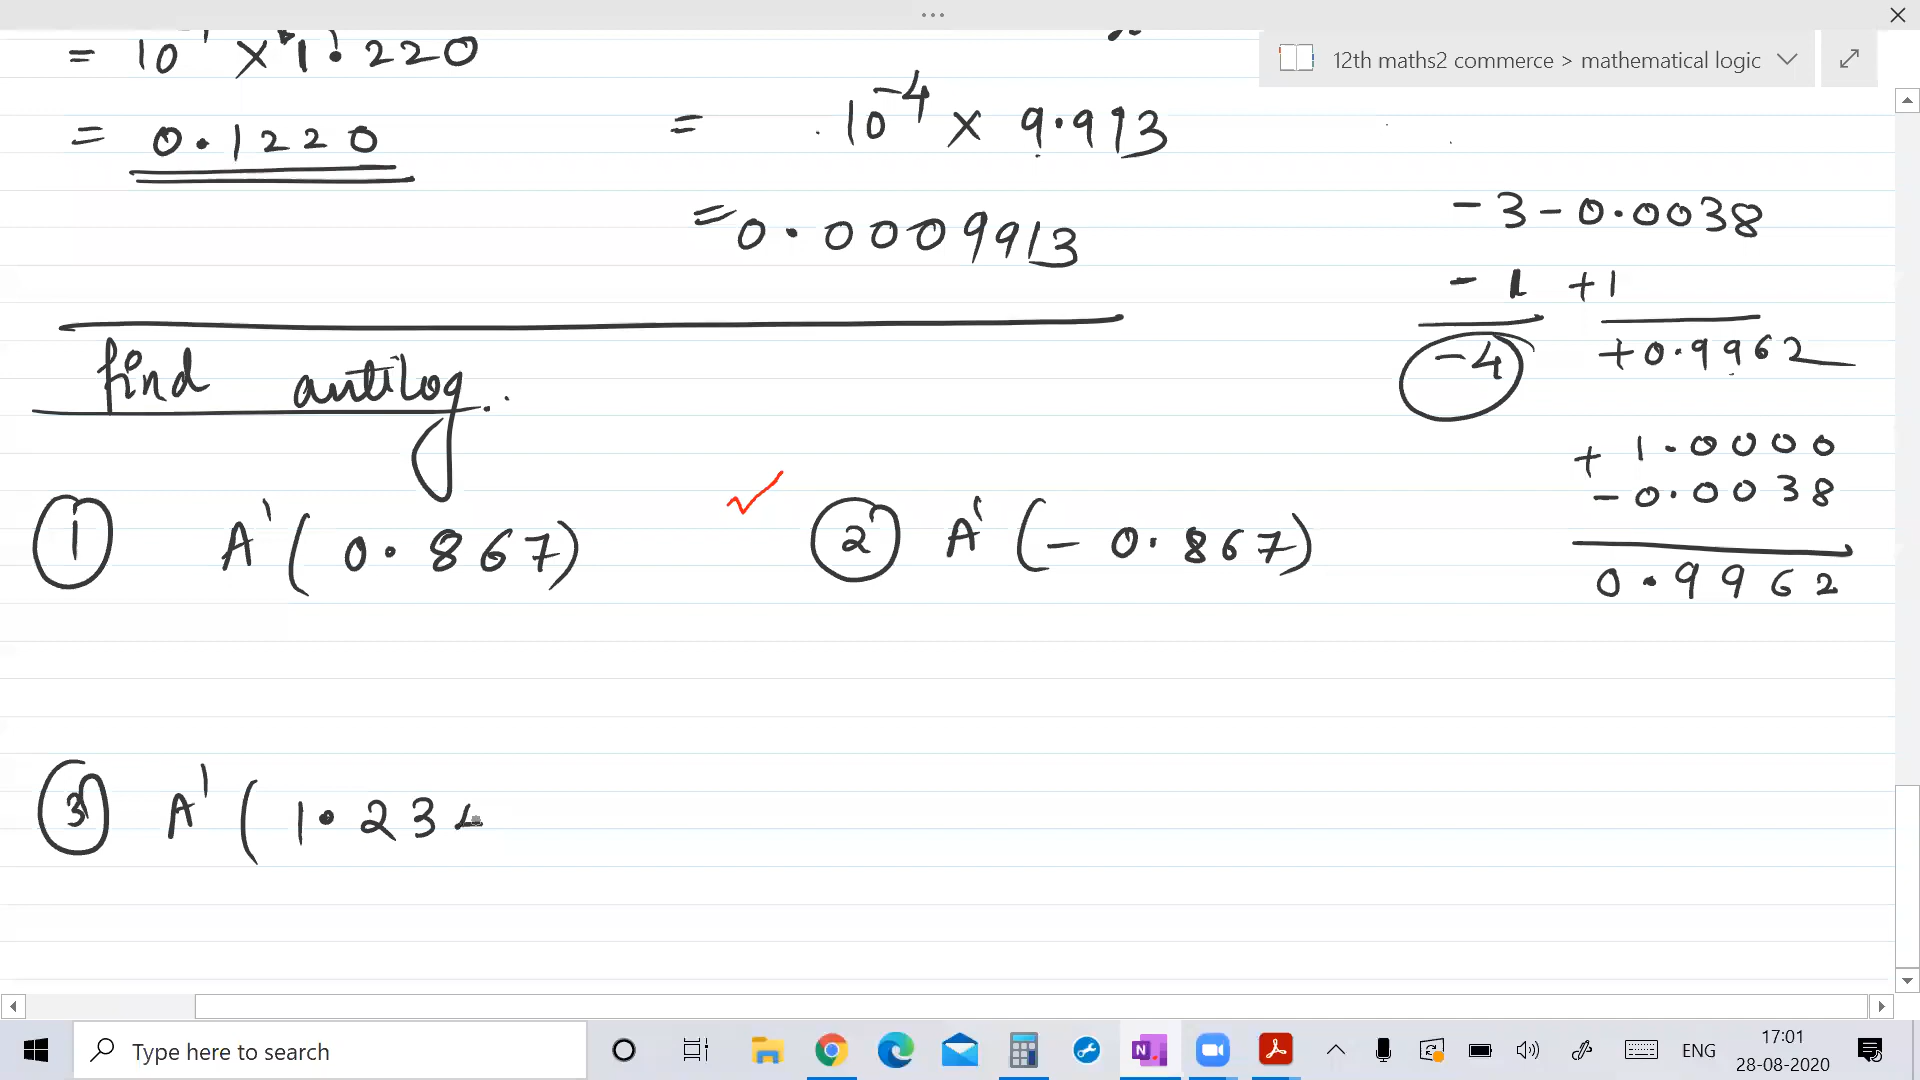 12th maths2 commerce > mathematical logic
= 10 × 1.220
= 0.1220
= 10⁻⁴ × 9.913
= 0.0009913
- 3 - 0.0038
- 1 + 1
- 4 + 0.9962
+ 1.0000
- 0.0038
0.9962
find antilog.
① A' ( 0.867)
② A' (- 0.867)
③ A' ( 1.234
Type here to search
ENG
17:01
28-08-2020